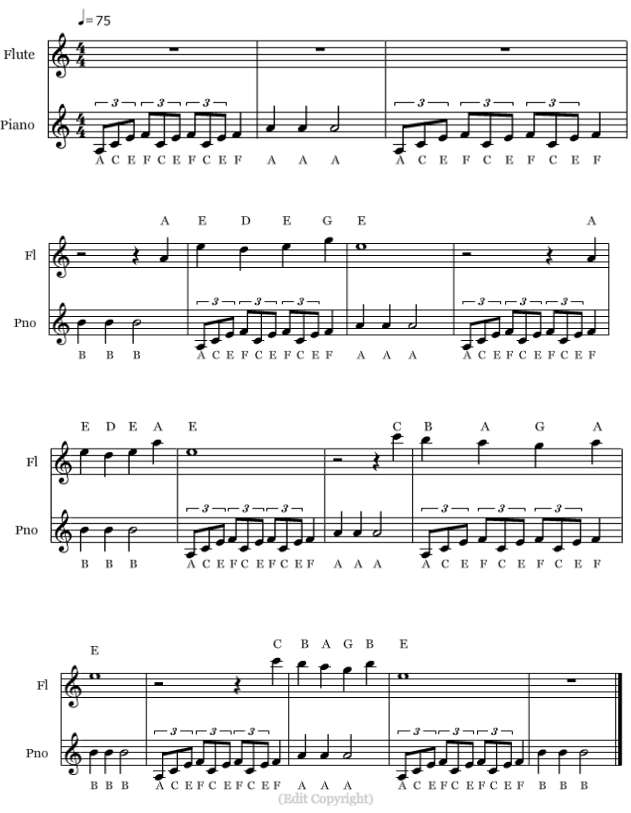 ♩= 75
Flute
3 3 3 3 3 3
Piano
A C E F C E F C E F A A A A C E F C E F C E F
A E D E G E A
Fl
3 3 3 3 3 3
Pno
B B B A C E F C E F C E F A A A A C E F C E F C E F
E D E A E C B A G A
Fl
3 3 3 3 3 3
Pno
B B B A C E F C E F C E F A A A A C E F C E F C E F
E C B A G B E
Fl
3 3 3 3 3 3
Pno
B B B A C E F C E F C E F A A A A C E F C E F C E F B B B
(Edit Copyright)